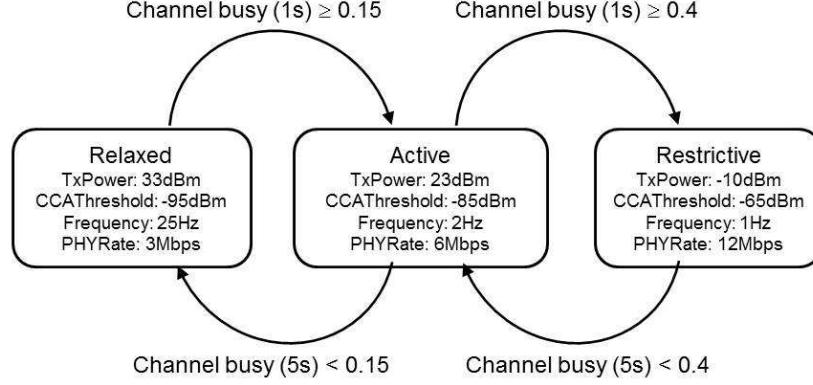 Channel busy (1s) ≥ 0.15
Channel busy (1s) ≥ 0.4
Relaxed
TxPower: 33dBm
CCAThreshold: -95dBm
Frequency: 25Hz
PHYRate: 3Mbps
Active
TxPower: 23dBm
CCAThreshold: -85dBm
Frequency: 2Hz
PHYRate: 6Mbps
Restrictive
TxPower: -10dBm
CCAThreshold: -65dBm
Frequency: 1Hz
PHYRate: 12Mbps
Channel busy (5s) < 0.15
Channel busy (5s) < 0.4